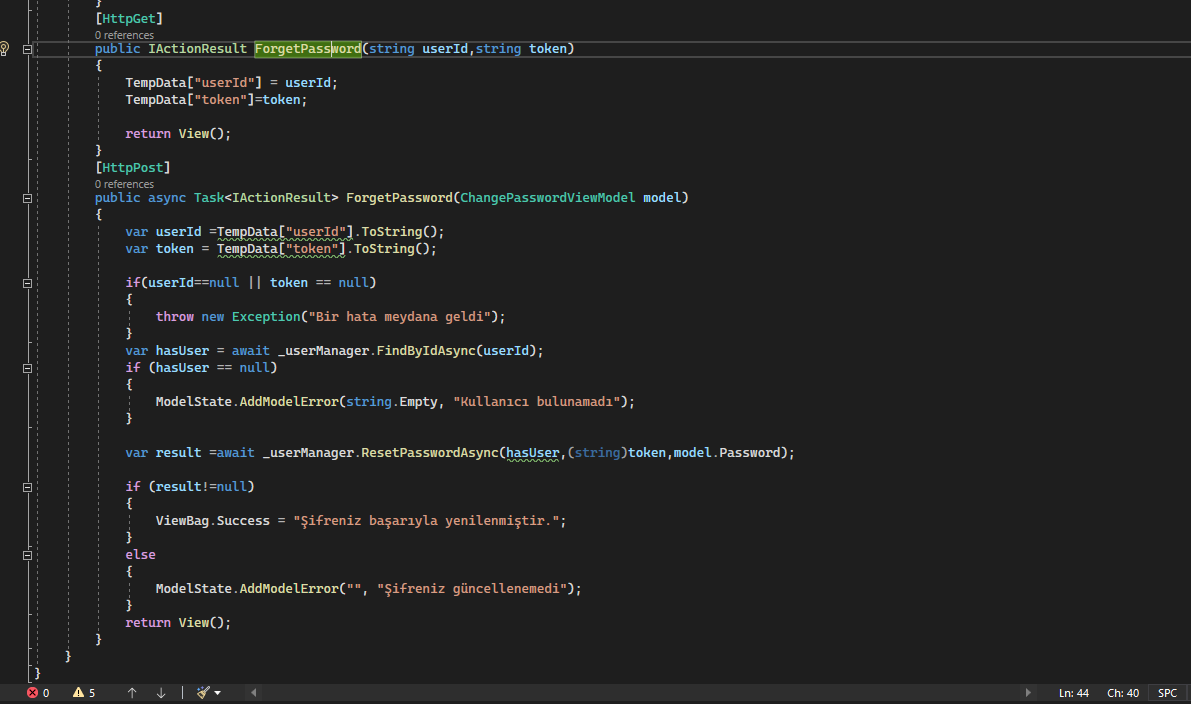 }
[HttpGet]
0 references
public IActionResult ForgetPassword(string userId,string token)
{
TempData["userId"] = userId;
TempData["token"]=token;
return View();
}
[HttpPost]
0 references
public async Task<IActionResult> ForgetPassword(ChangePasswordViewModel model)
{
var userId =TempData["userId"].ToString();
var token = TempData["token"].ToString();
if(userId==null || token == null)
{
throw new Exception("Bir hata meydana geldi");
}
var hasUser = await _userManager.FindByIdAsync(userId);
if (hasUser == null)
{
ModelState.AddModelError(string.Empty, "Kullanıcı bulunamadı");
}
var result =await _userManager.ResetPasswordAsync(hasUser,(string)token,model.Password);
if (result!=null)
{
ViewBag.Success = "Şifreniz başarıyla yenilenmiştir.";
}
else
{
ModelState.AddModelError("", "Şifreniz güncellenemedi");
}
return View();
}
}
}
0 5 Ln: 44 Ch: 40 SPC